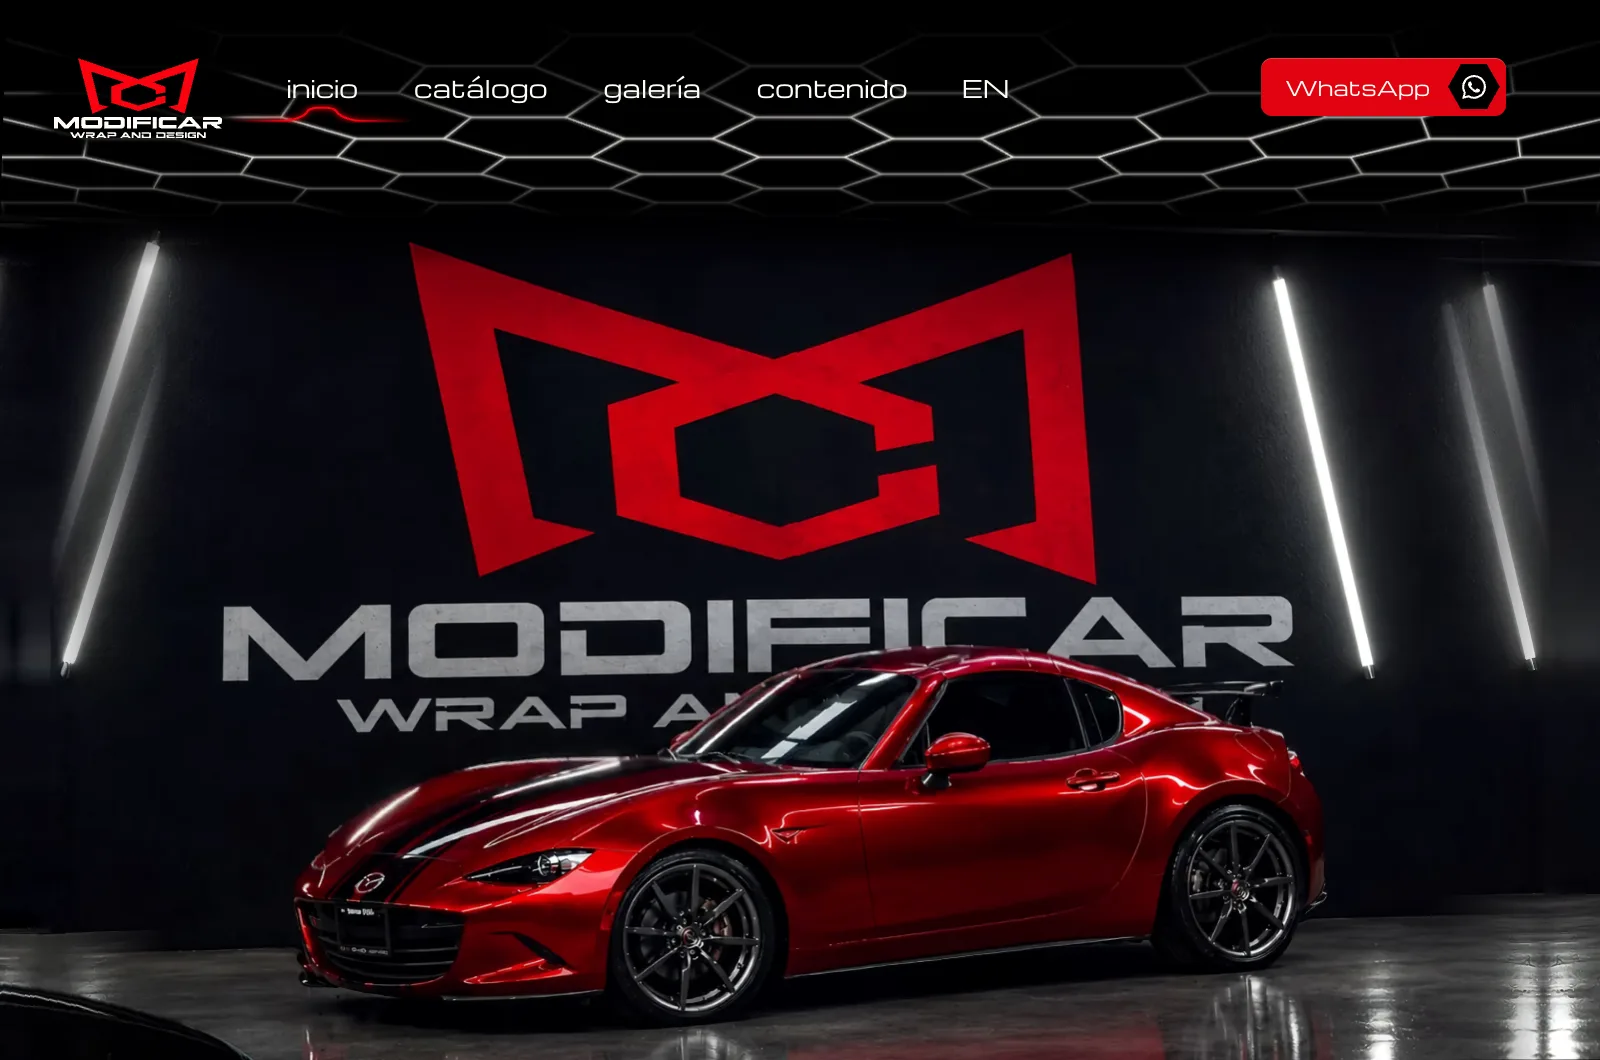 inicio catálogo galería contenido EN WhatsApp
MODIFICAR
WRAP AND DESIGN
MODIFICAR
WRAP